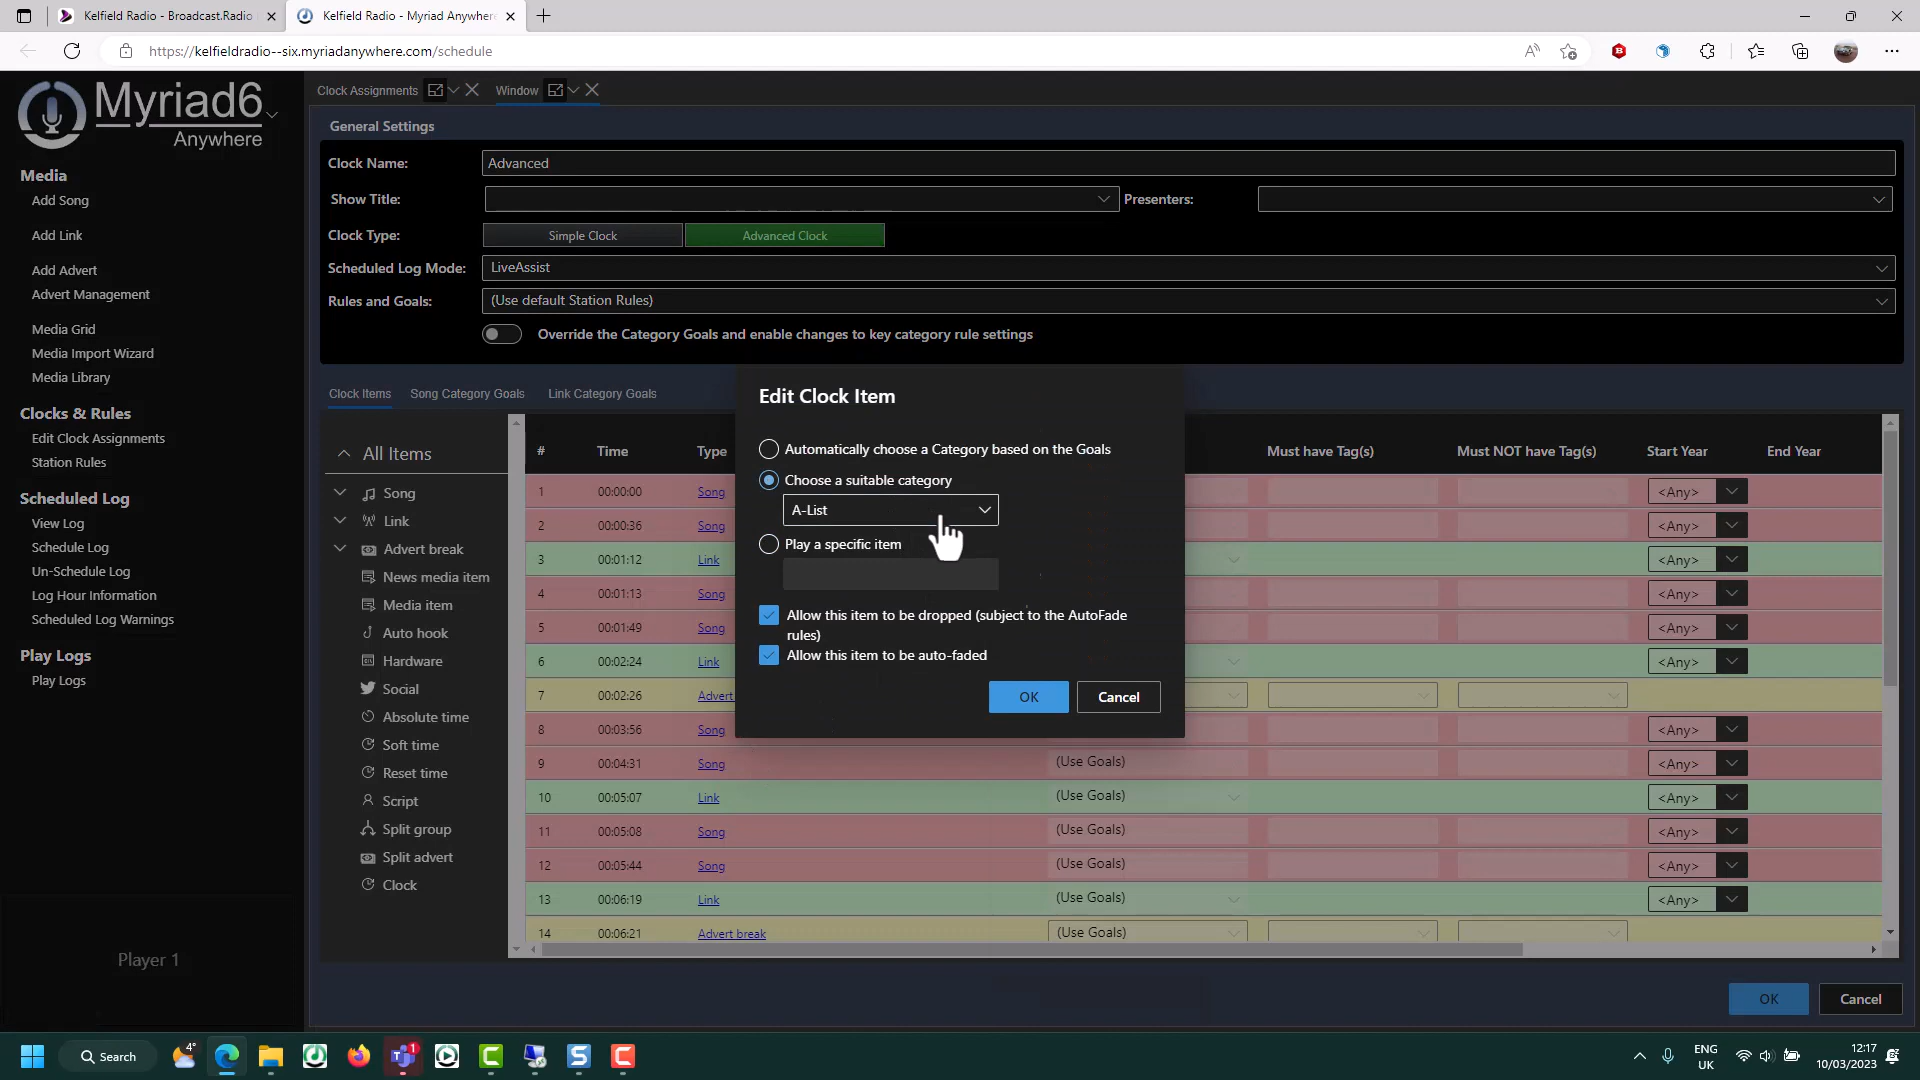 Kelfield Radio - Broadcast.Radio
Kelfield Radio - Myriad Anywhere
https://kelfieldradio--six.myriadanywhere.com/schedule
Myriad6
Anywhere
Media
Add Song
Add Link
Add Advert
Advert Management
Media Grid
Media Import Wizard
Media Library
Clocks & Rules
Edit Clock Assignments
Station Rules
Scheduled Log
View Log
Schedule Log
Un-Schedule Log
Log Hour Information
Scheduled Log Warnings
Play Logs
Play Logs
Player 1
Clock Assignments
Window
General Settings
Clock Name: Advanced
Show Title: Presenters:
Clock Type: Simple Clock Advanced Clock
Scheduled Log Mode: LiveAssist
Rules and Goals: (Use default Station Rules)
Override the Category Goals and enable changes to key category rule settings
Clock Items Song Category Goals Link Category Goals
All Items
Song
Link
Advert break
News media item
Media item
Auto hook
Hardware
Social
Absolute time
Soft time
Reset time
Script
Split group
Split advert
Clock
# Time Type Must have Tag(s) Must NOT have Tag(s) Start Year End Year
1 00:00:00 Song <Any>
2 00:00:36 Song <Any>
3 00:01:12 Link <Any>
4 00:01:13 Song <Any>
5 00:01:49 Song <Any>
6 00:02:24 Link <Any>
7 00:02:26 Advert
8 00:03:56 Song <Any>
9 00:04:31 Song (Use Goals) <Any>
10 00:05:07 Link (Use Goals) <Any>
11 00:05:08 Song (Use Goals) <Any>
12 00:05:44 Song (Use Goals) <Any>
13 00:06:19 Link (Use Goals) <Any>
14 00:06:21 Advert break (Use Goals)
Edit Clock Item
Automatically choose a Category based on the Goals
Choose a suitable category
A-List
Play a specific item
Allow this item to be dropped (subject to the AutoFade
rules)
Allow this item to be auto-faded
OK Cancel
OK Cancel
4°
Search
1
ENG
UK
12:17
10/03/2023